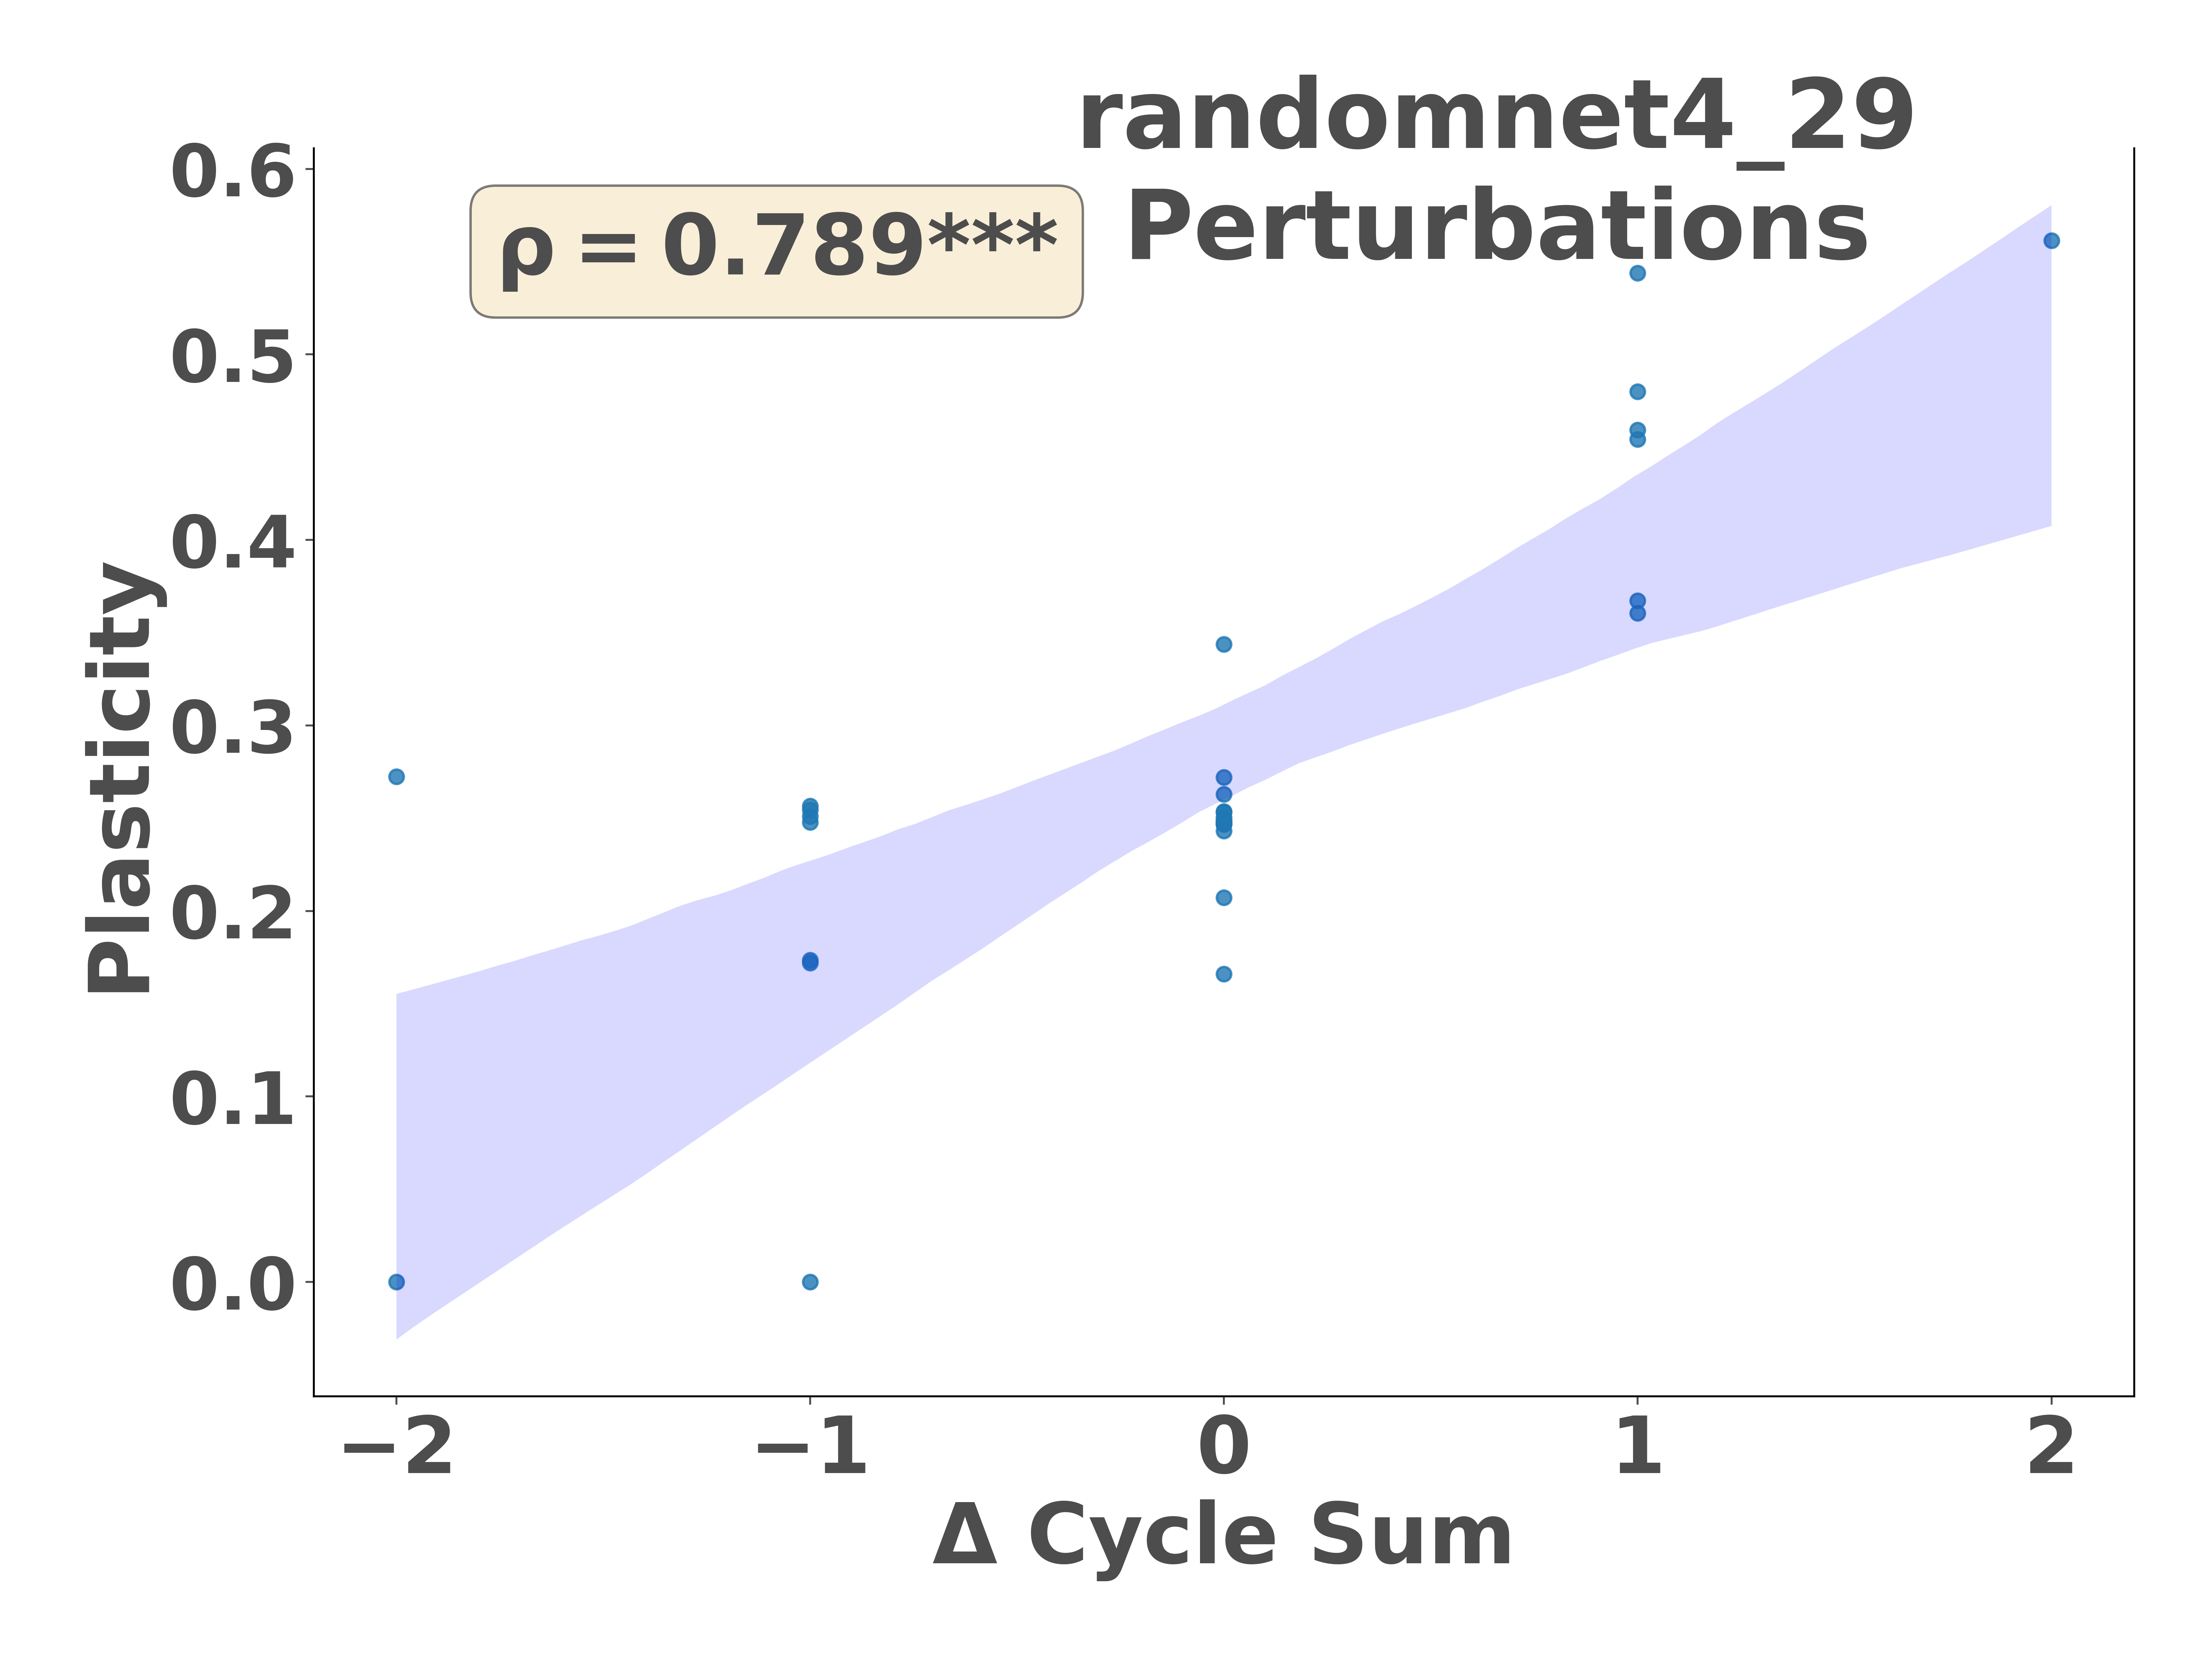 randomnet4_29
Perturbations
ρ = 0.789***
Plasticity
0.6
0.5
0.4
0.3
0.2
0.1
0.0
−2 −1 0 1 2
Δ Cycle Sum